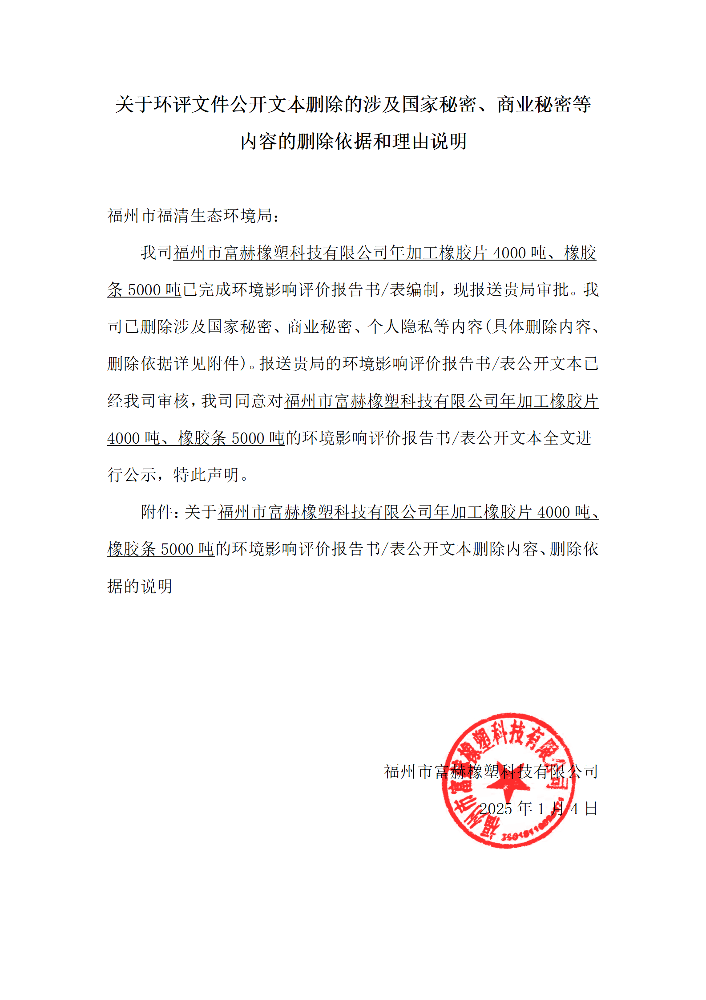 关于环评文件公开文本删除的涉及国家秘密、商业秘密等
内容的删除依据和理由说明
福州市福清生态环境局：
我司福州市富赫橡塑科技有限公司年加工橡胶片 4000 吨、橡胶
条 5000 吨已完成环境影响评价报告书/表编制，现报送贵局审批。我
司已删除涉及国家秘密、商业秘密、个人隐私等内容(具体删除内容、
删除依据详见附件)。报送贵局的环境影响评价报告书/表公开文本已
经我司审核，我司同意对福州市富赫橡塑科技有限公司年加工橡胶片
4000 吨、橡胶条 5000 吨的环境影响评价报告书/表公开文本全文进
行公示，特此声明。
附件：关于福州市富赫橡塑科技有限公司年加工橡胶片 4000 吨、
橡胶条 5000 吨的环境影响评价报告书/表公开文本删除内容、删除依
据的说明
福州市富赫橡塑科技有限公司
福州市富赫橡塑科技有限公司
2025 年 1 月 4 日